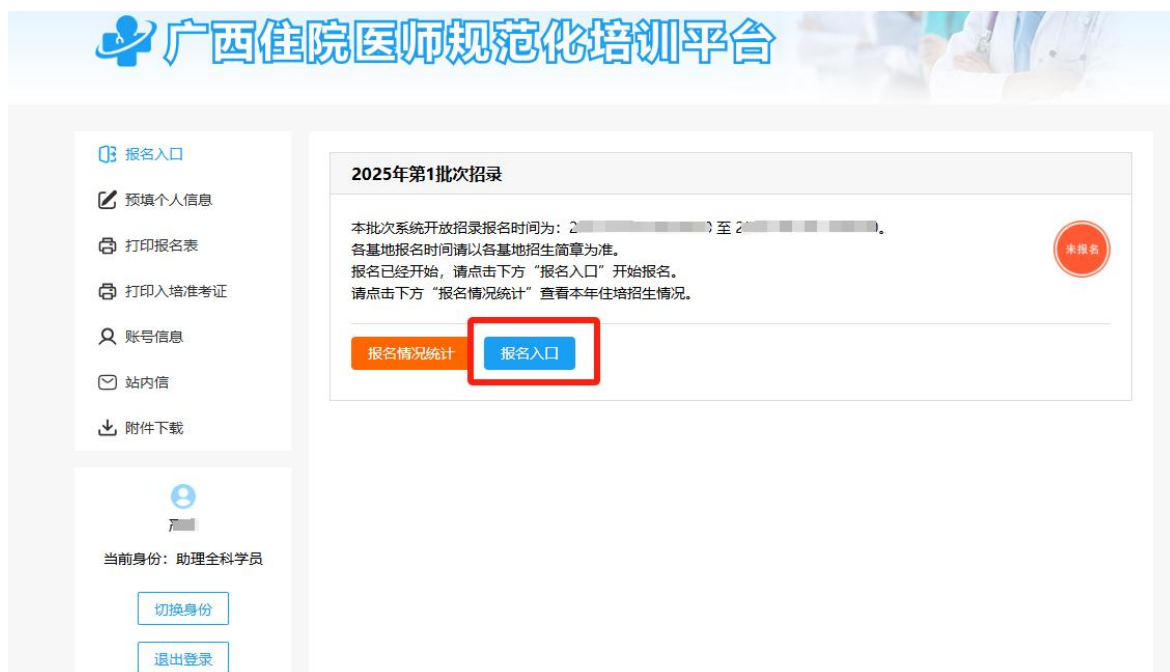 广西住院医师规范化培训平台
报名入口
预填个人信息
打印报名表
打印入培准考证
账号信息
站内信
附件下载
当前身份：助理全科学员
切换身份
退出登录
2025年第1批次招录
本批次系统开放招录报名时间为：2 至 2 。
各基地报名时间请以各基地招生简章为准。
报名已经开始，请点击下方“报名入口”开始报名。
请点击下方“报名情况统计”查看本年住培招生情况。
未报名
报名情况统计 报名入口